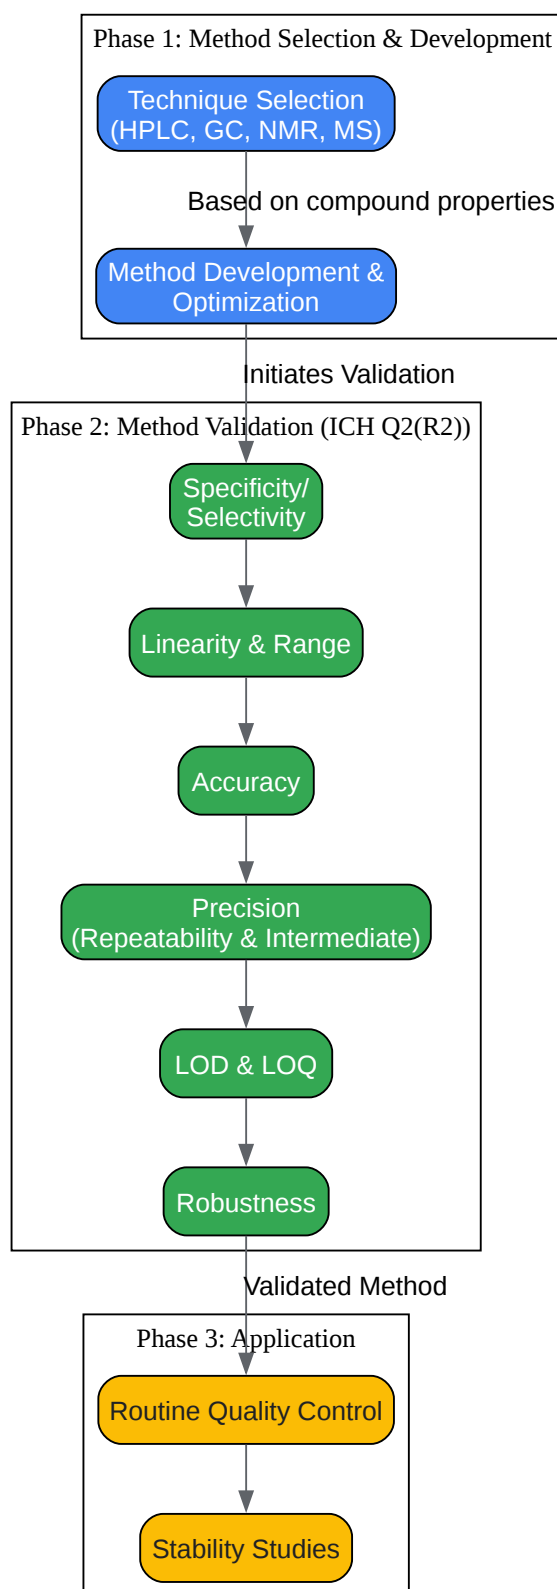 Phase 1: Method Selection & Development
Technique Selection
(HPLC, GC, NMR, MS)
Based on compound properties
Method Development &
Optimization
Initiates Validation
Phase 2: Method Validation (ICH Q2(R2))
Specificity/
Selectivity
Linearity & Range
Accuracy
Precision
(Repeatability & Intermediate)
LOD & LOQ
Robustness
Validated Method
Phase 3: Application
Routine Quality Control
Stability Studies